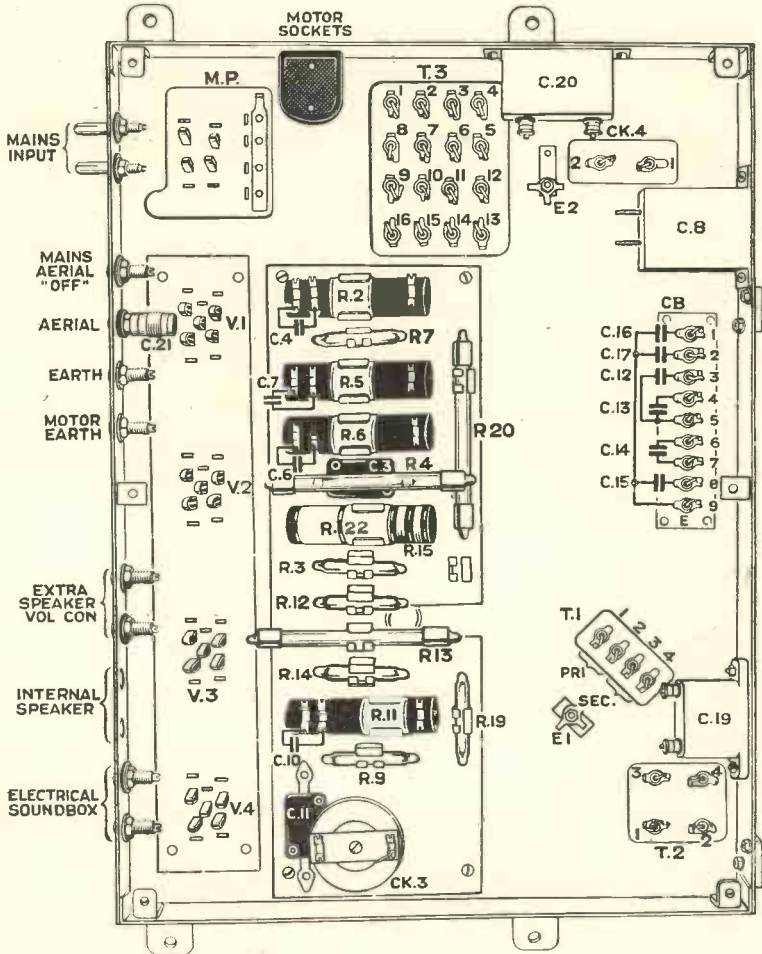 MOTOR
SOCKETS
M.P.
T.3
1 2 3 4
8 7 6 5
9 10 11 12
16 15 14 13
C.20
CK.4
2 1
E2
C.8
MAINS
INPUT
MAINS
AERIAL
"OFF"
AERIAL
C.21
V.1
EARTH
MOTOR
EARTH
V.2
R.2
C.4
R7
C.7
R.5
R.6
C.6
C.3
R4
R20
R.22
R.15
R.3
R.12
R13
R.14
R.11
C.10
R.19
R.9
C.11
CK.3
CB
C.16 1
C.17 2
C.12 3
4
C.13
5
6
C.14
7
C.15 8
9
E
EXTRA
SPEAKER
VOL CON
V.3
INTERNAL
SPEAKER
ELECTRICAL
SOUNDBOX
V.4
T.1
1 2 3 4
PRI
SEC.
E1
C.19
3 4
1 2
T.2